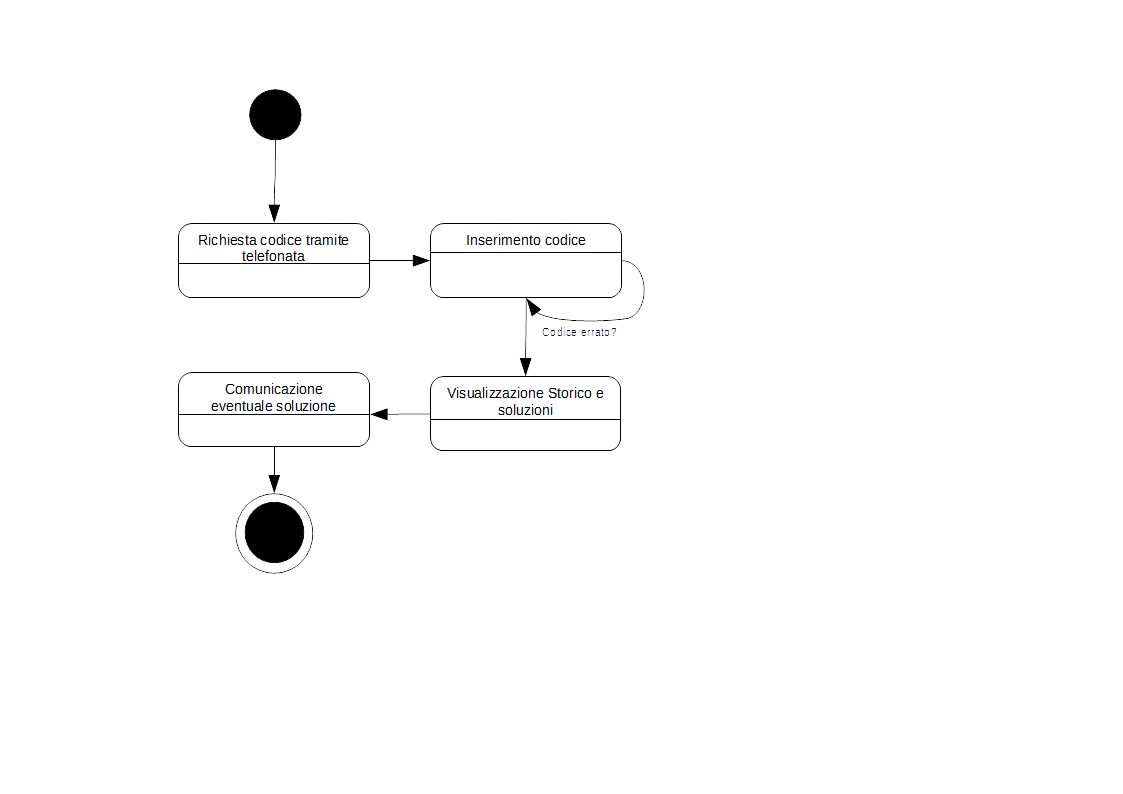 Richiesta codice tramite
telefonata
Inserimento codice
Codice errato?
Visualizzazione Storico e
soluzioni
Comunicazione
eventuale soluzione